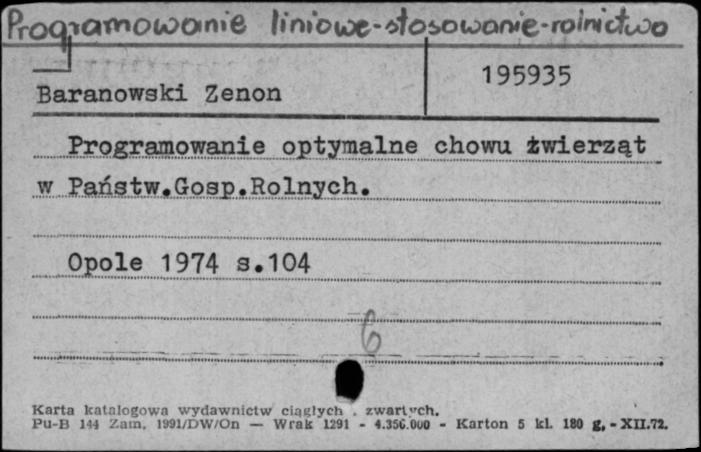 Programowanie liniowe-stosowanie-rolnictwo
195935
Baranowski Zenon
Programowanie optymalne chowu żwierząt
w Państw.Gosp.Rolnych.
Opole 1974 s.104
6
Karta katalogowa wydawnictw ciągłych . zwartych.
Pu-B 144 Zam. 1991/DW/On — Wrak 1291 - 4.356.000 - Karton 5 kl. 180 g. - XII.72.